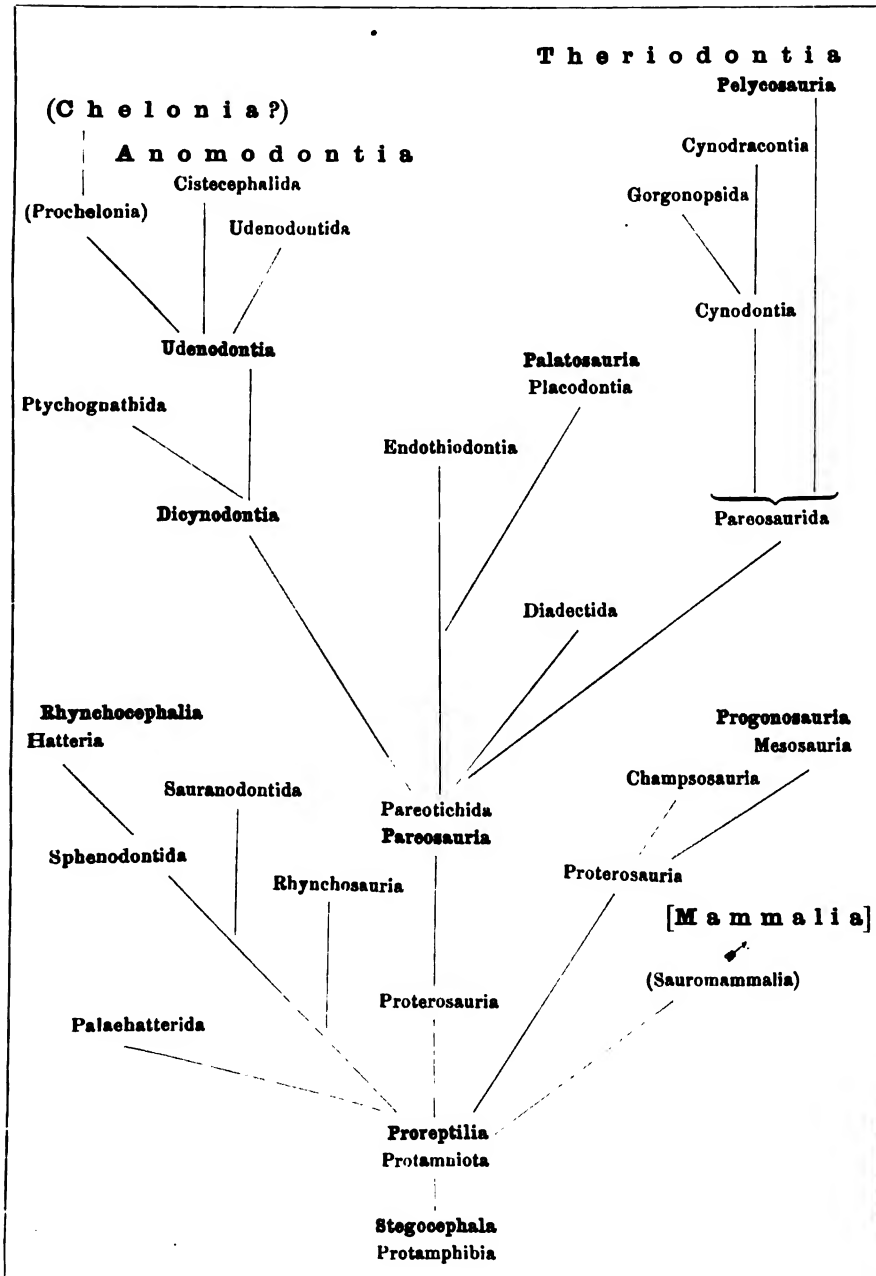 Theriodontia
Pelycosauria
(Chelonia?)
Anomodontia
Cynodracontia
Cistecephalida
Gorgonopsida
(Prochelonia)
Udenodontida
Cynodontia
Udenodontia
Palatosauria
Placodontia
Ptychognathida
Endothiodontia
Dicynodontia
Pareosaurida
Diadectida
Rhynchocephalia
Hatteria
Progonosauria
Mesosauria
Sauranodontida
Champsosauria
Pareotichida
Pareosauria
Sphenodontida
Rhynchosauria
Proterosauria
[Mammalia]
(Sauromammalia)
Proterosauria
Palaehatterida
Proreptilia
Protamniota
Stegocephala
Protamphibia